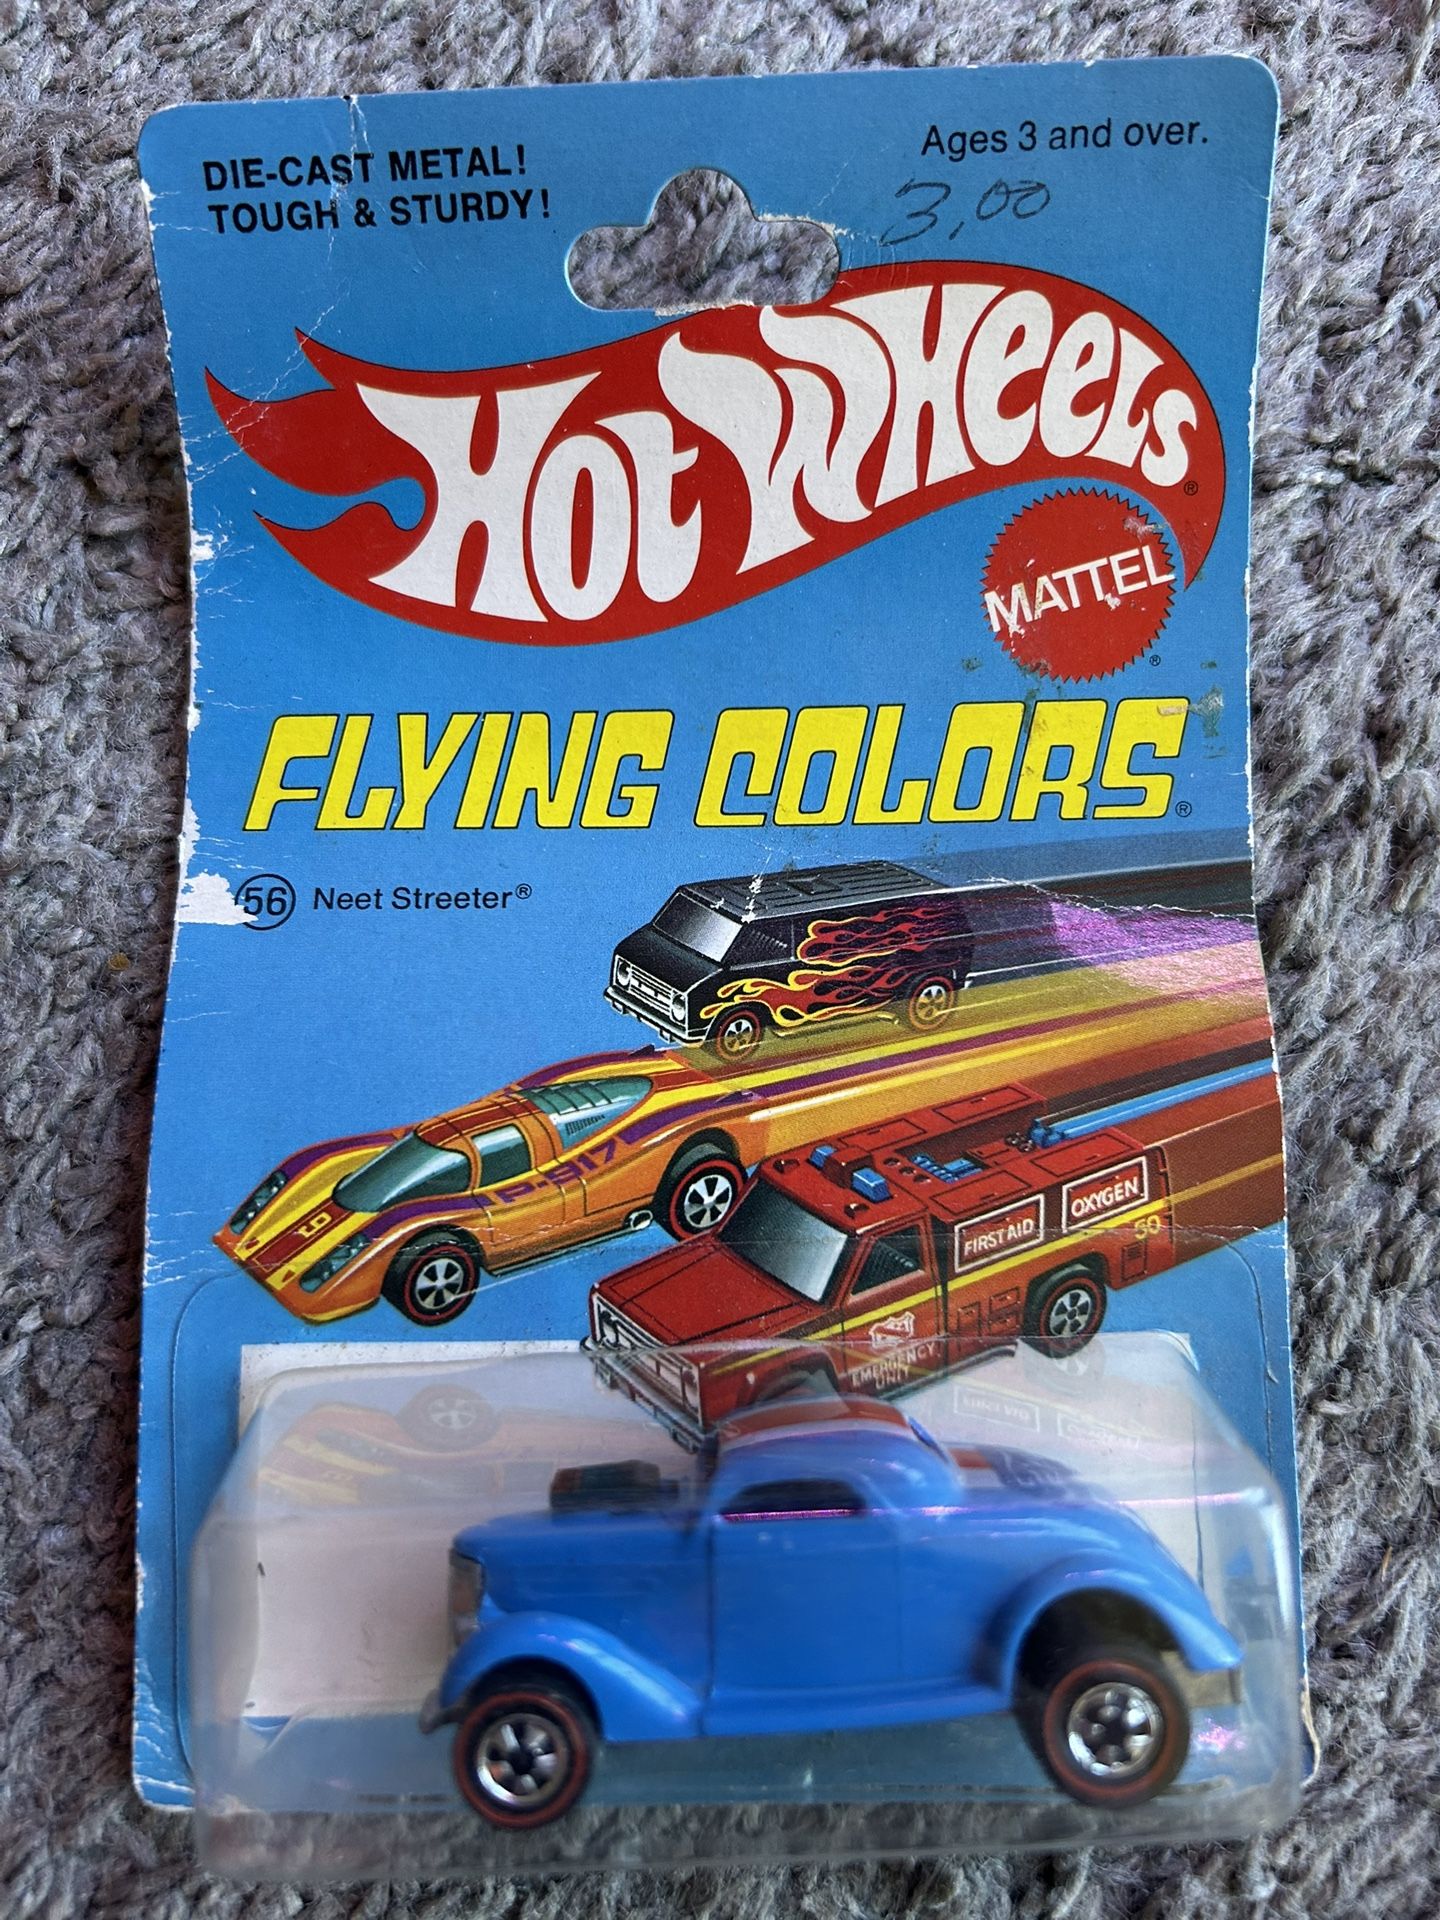 DIE-CAST METAL!
TOUGH & STURDY!
Ages 3 and over.
3,00
HOT WHEELS®
MATTEL®
FLYING COLORS®
56 Neet Streeter®
P-917
FIRST AID
OXYGEN
50
EMERGENCY
UNIT